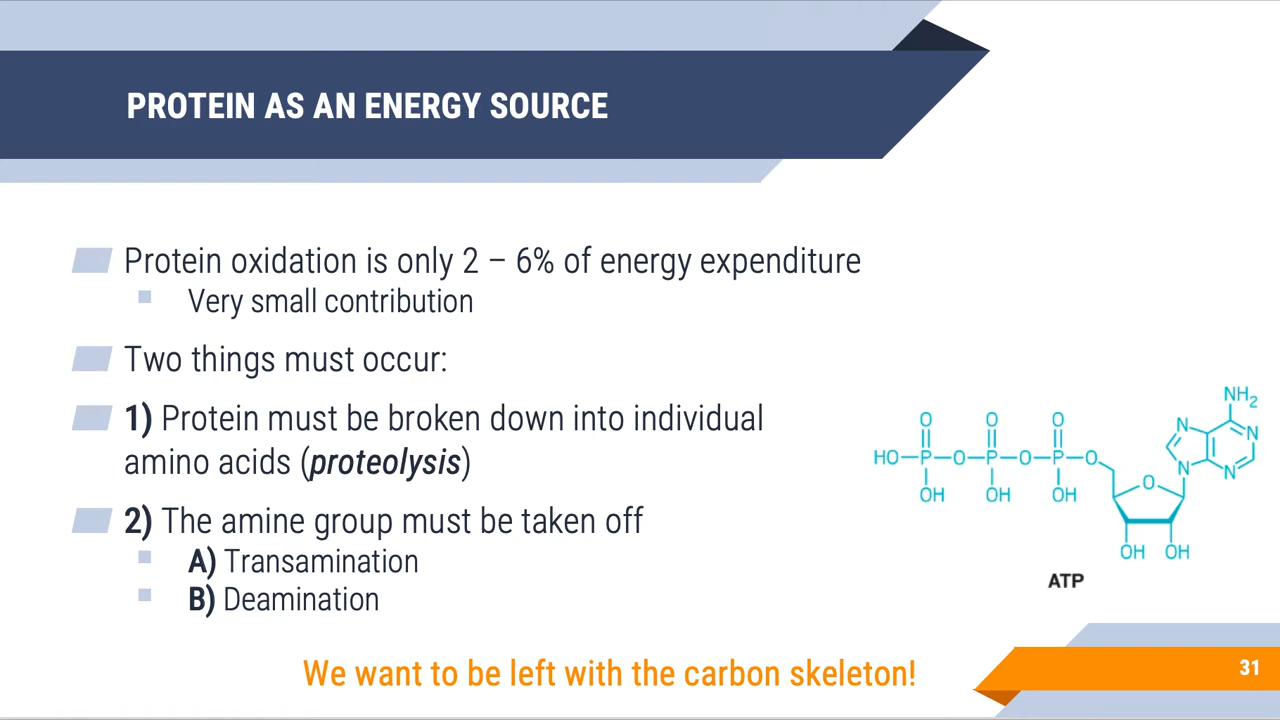 PROTEIN AS AN ENERGY SOURCE
Protein oxidation is only 2 – 6% of energy expenditure
Very small contribution
Two things must occur:
1) Protein must be broken down into individual
amino acids (proteolysis)
2) The amine group must be taken off
A) Transamination
B) Deamination
NH2
O O O
N N
HO P O P O P O
N N
OH OH OH
O
OH OH
ATP
We want to be left with the carbon skeleton!
31